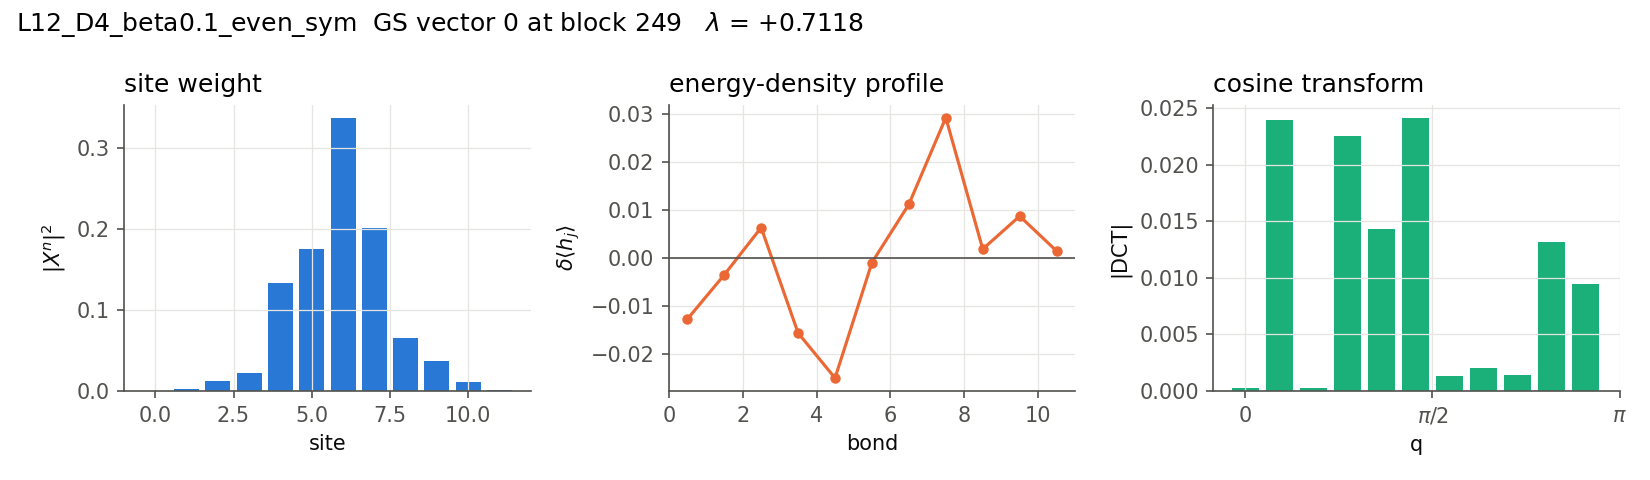 L12_D4_beta0.1_even_sym  GS vector 0 at block 249   λ = +0.7118
site weight
|Xⁿ|²
0.3
0.2
0.1
0.0
0.0 2.5 5.0 7.5 10.0
site
energy-density profile
δ⟨h_j⟩
0.03
0.02
0.01
0.00
−0.01
−0.02
0 2 4 6 8 10
bond
cosine transform
|DCT|
0.025
0.020
0.015
0.010
0.005
0.000
0 π/2 π
q